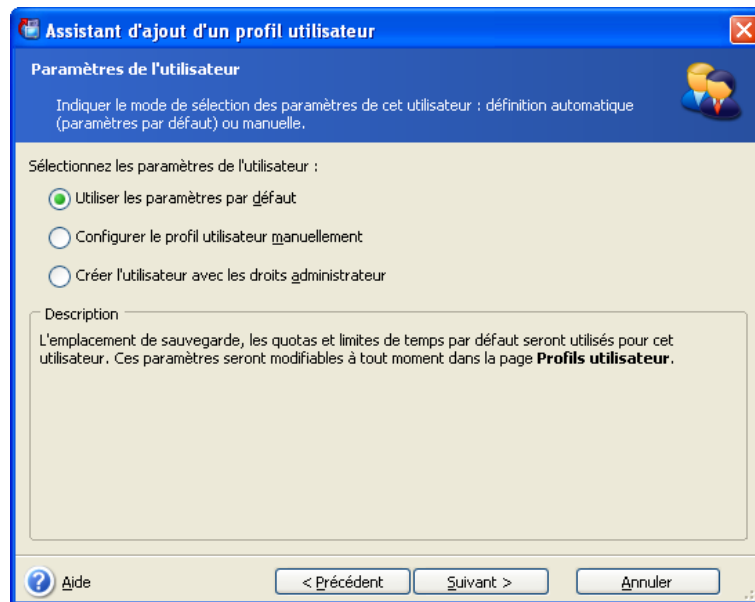 Assistant d'ajout d'un profil utilisateur
Paramètres de l'utilisateur
Indiquer le mode de sélection des paramètres de cet utilisateur : définition automatique
(paramètres par défaut) ou manuelle.
Sélectionnez les paramètres de l'utilisateur :
Utiliser les paramètres par défaut
Configurer le profil utilisateur manuellement
Créer l'utilisateur avec les droits administrateur
Description
L'emplacement de sauvegarde, les quotas et limites de temps par défaut seront utilisés pour cet
utilisateur. Ces paramètres seront modifiables à tout moment dans la page Profils utilisateur.
Aide
< Précédent
Suivant >
Annuler